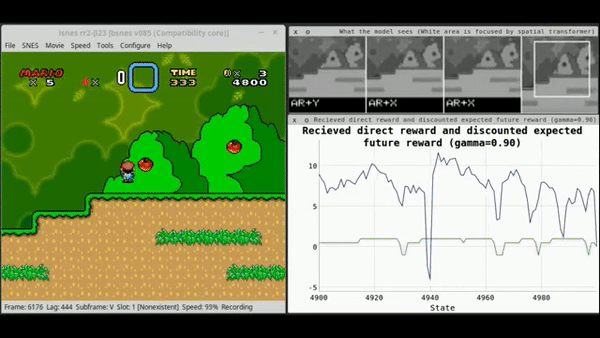 lsnes rr2-β23 [bsnes v085 (Compatibility core)]
File SNES Movie Speed Tools Configure Help
MARIO
x 5
x 0
TIME
333
x 3
4800
Frame: 6176 Lag: 444 Subframe: V Slot: 1 [Nonexistent] Speed: 93% Recording
What the model sees (White area is focused by spatial transformer)
AR+Y
AR+X
AR+X
Recieved direct reward and discounted expected future reward (gamma=0.90)
Recieved direct reward and discounted expected
future reward (gamma=0.90)
10
5
0
-5
4900 4920 4940 4960 4980
State